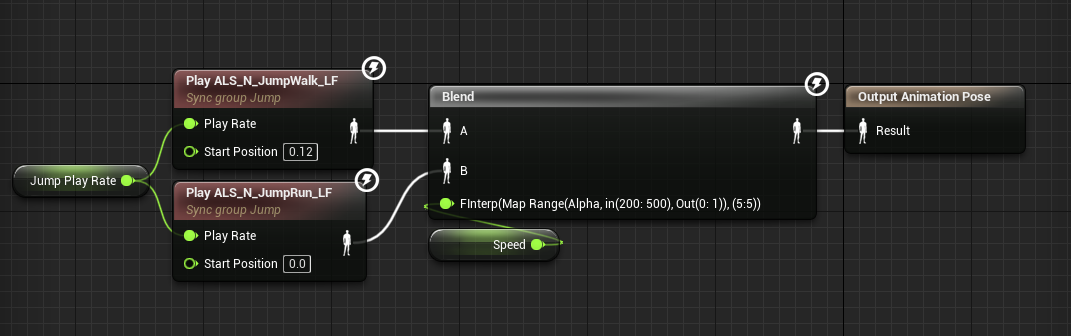 Play ALS_N_JumpWalk_LF
Sync group Jump
Play Rate
Start Position 0.12
Jump Play Rate
Play ALS_N_JumpRun_LF
Sync group Jump
Play Rate
Start Position 0.0
Blend
A
B
FInterp(Map Range(Alpha, in(200: 500), Out(0: 1)), (5:5))
Speed
Output Animation Pose
Result